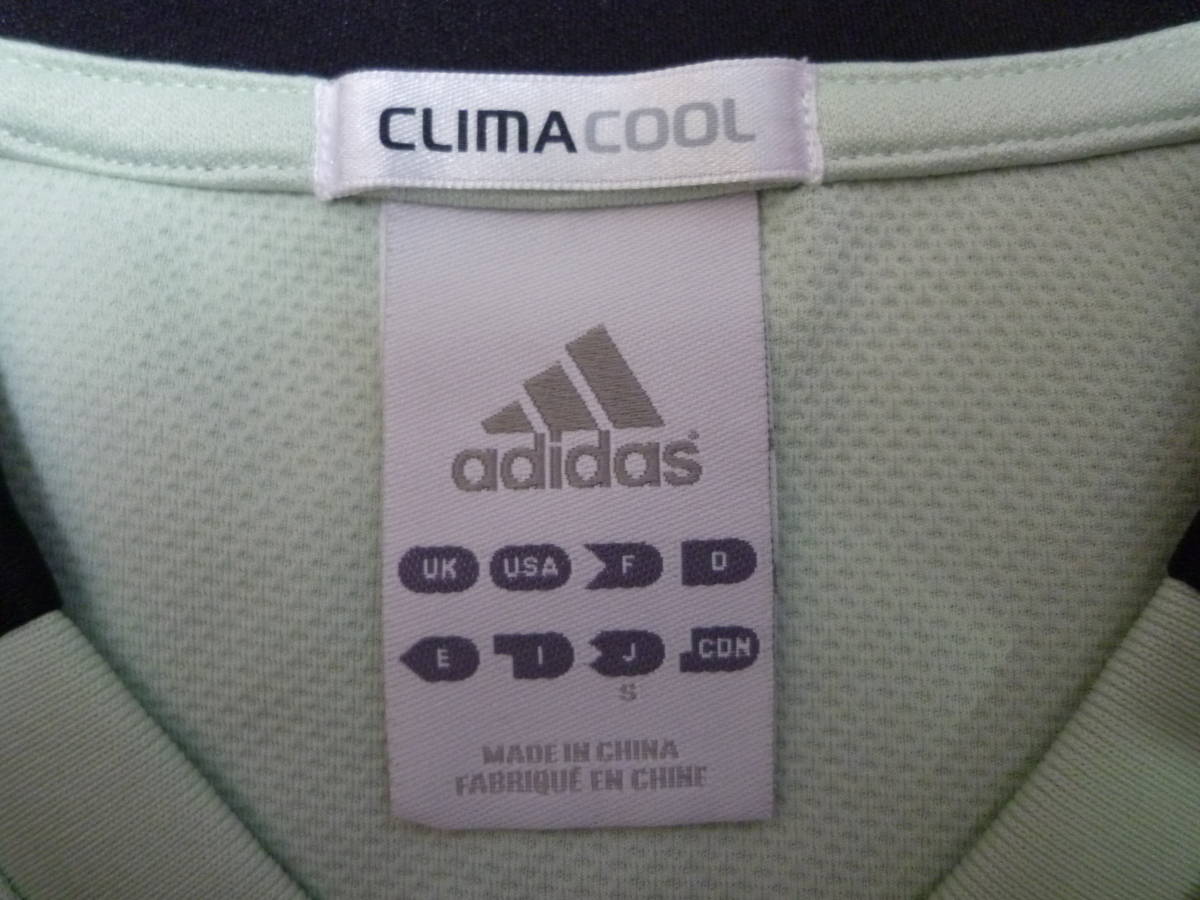 CLIMACOOL
adidas
UK USA F D
E I J CDN
S
MADE IN CHINA
FABRIQUÉ EN CHINE